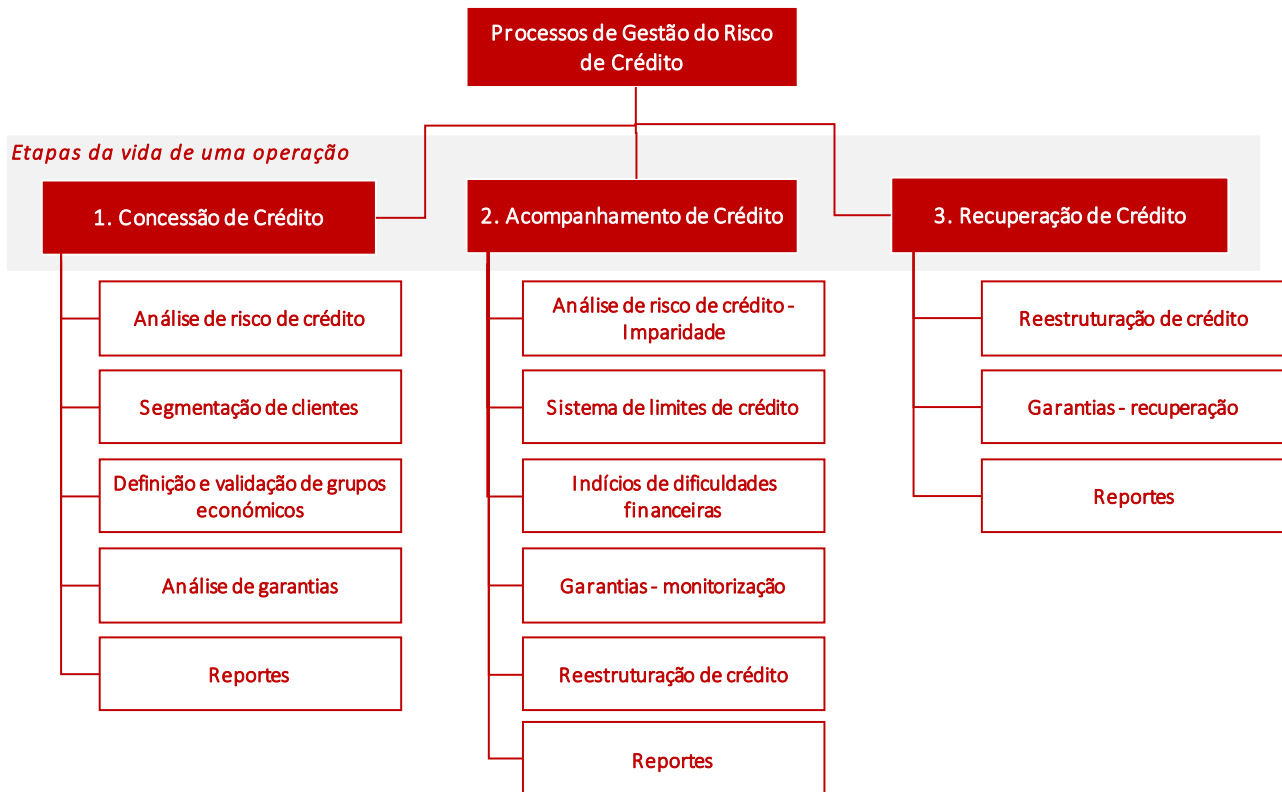 Processos de Gestão do Risco
de Crédito
Etapas da vida de uma operação
1. Concessão de Crédito
Análise de risco de crédito
Segmentação de clientes
Definição e validação de grupos
económicos
Análise de garantias
Reportes
2. Acompanhamento de Crédito
Análise de risco de crédito -
Imparidade
Sistema de limites de crédito
Indícios de dificuldades
financeiras
Garantias - monitorização
Reestruturação de crédito
Reportes
3. Recuperação de Crédito
Reestruturação de crédito
Garantias - recuperação
Reportes